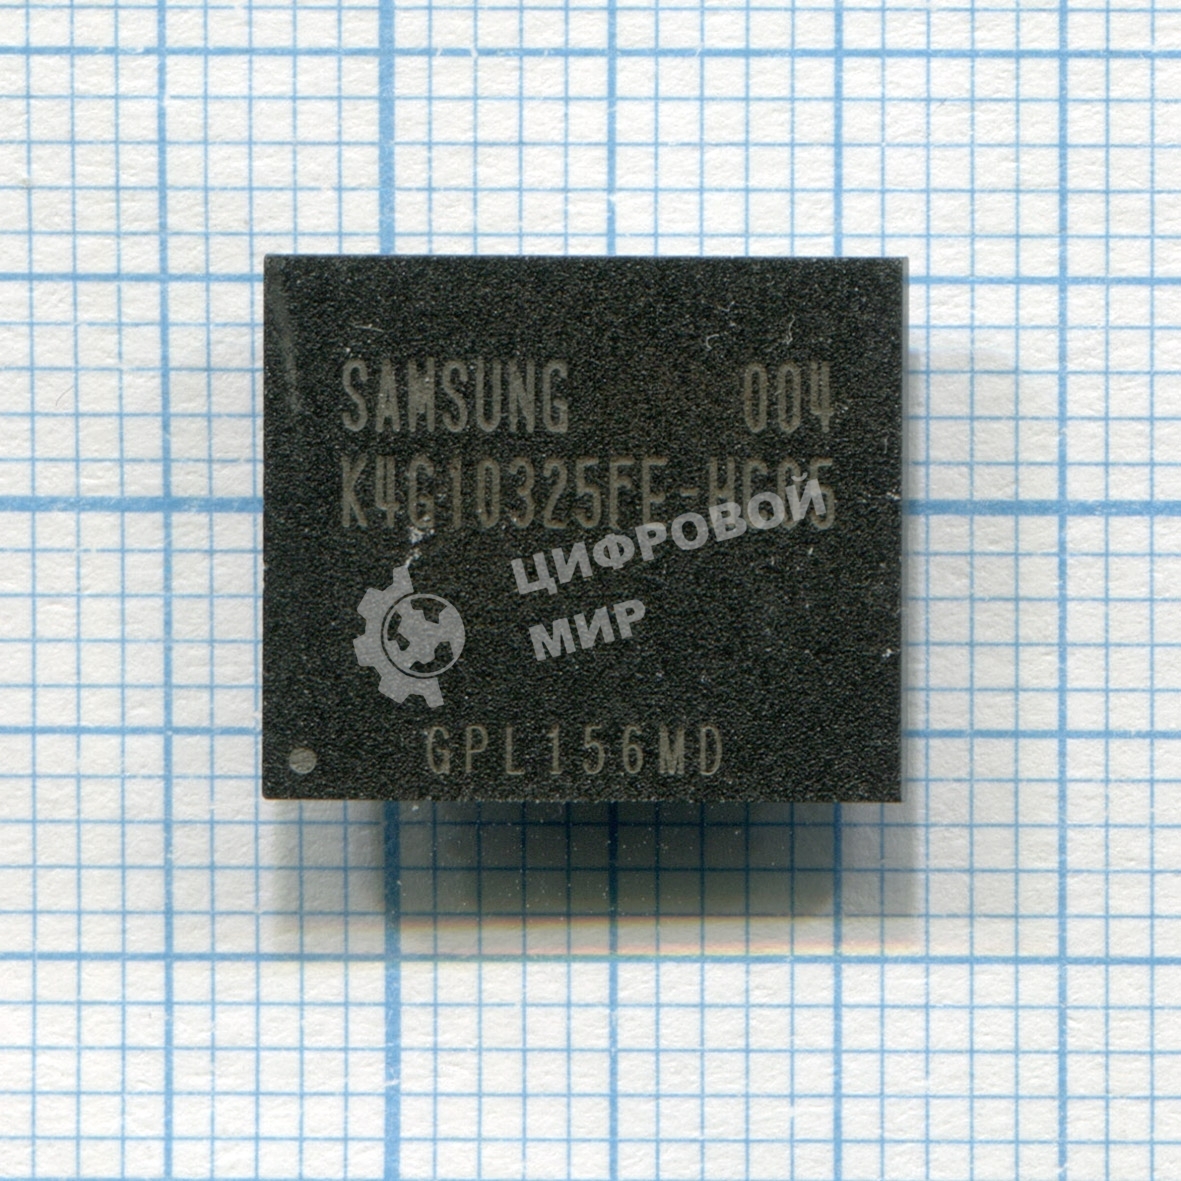 SAMSUNG 004
K4G10325FE-HC05
ЦИФРОВОЙ
МИР
GPL156MD